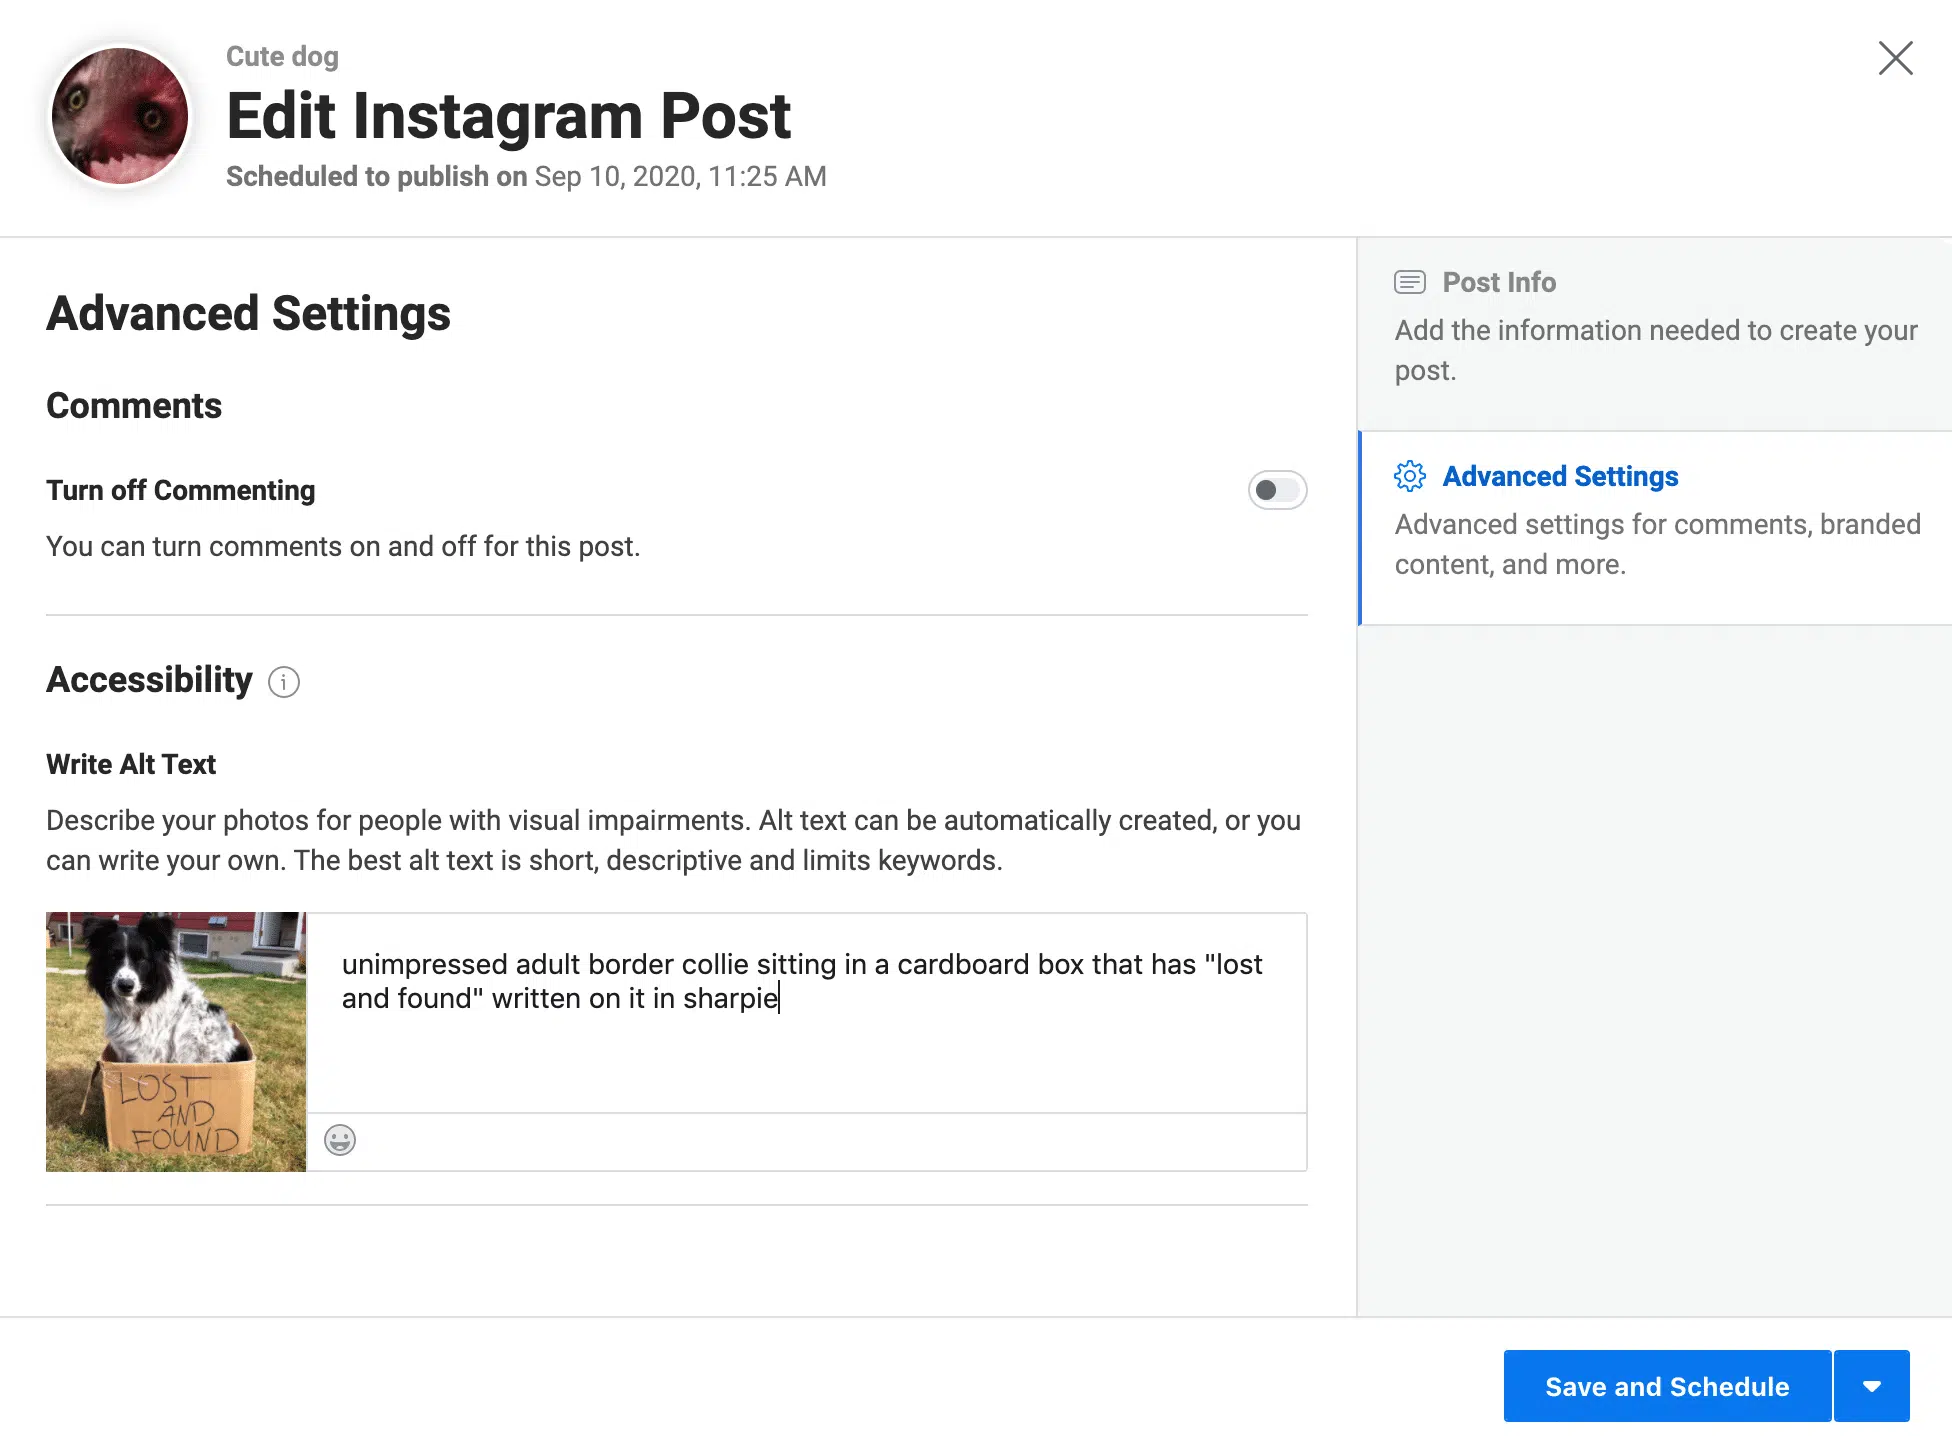 Cute dog
Edit Instagram Post
Scheduled to publish on Sep 10, 2020, 11:25 AM
Advanced Settings
Comments
Turn off Commenting
You can turn comments on and off for this post.
Accessibility
Write Alt Text
Describe your photos for people with visual impairments. Alt text can be automatically created, or you
can write your own. The best alt text is short, descriptive and limits keywords.
LOST
AND
FOUND
unimpressed adult border collie sitting in a cardboard box that has "lost
and found" written on it in sharpie
Post Info
Add the information needed to create your
post.
Advanced Settings
Advanced settings for comments, branded
content, and more.
Save and Schedule